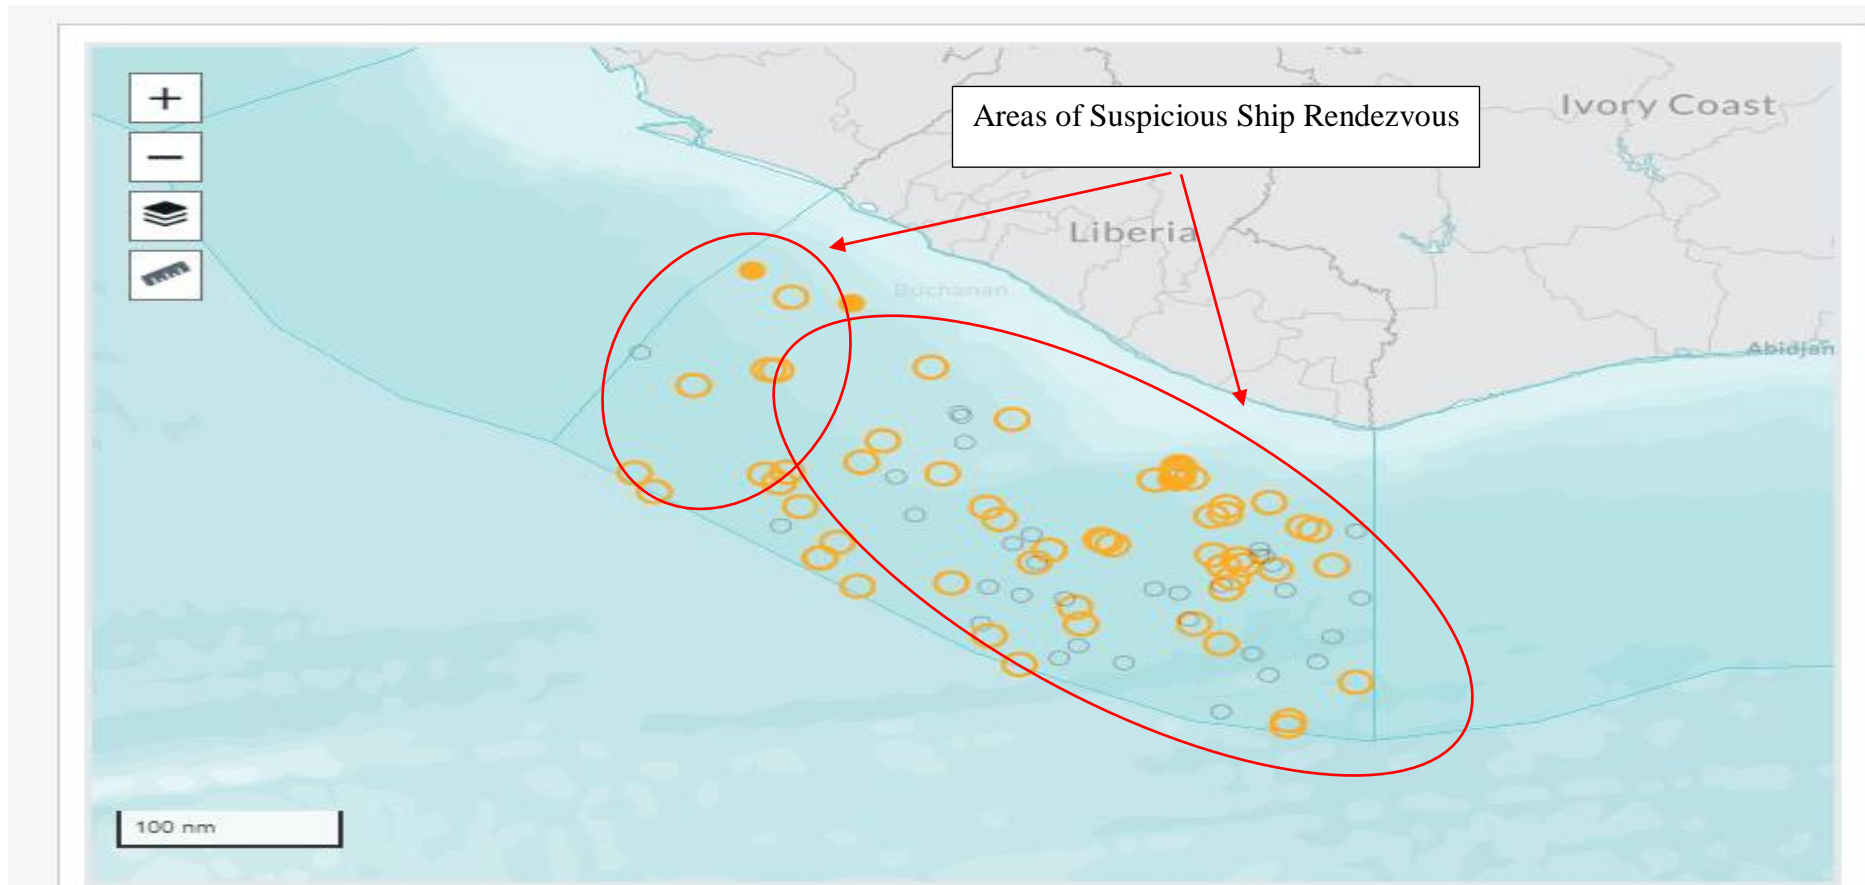 Areas of Suspicious Ship Rendezvous
Ivory Coast
Liberia
Buchanan
Abidjan
100 nm